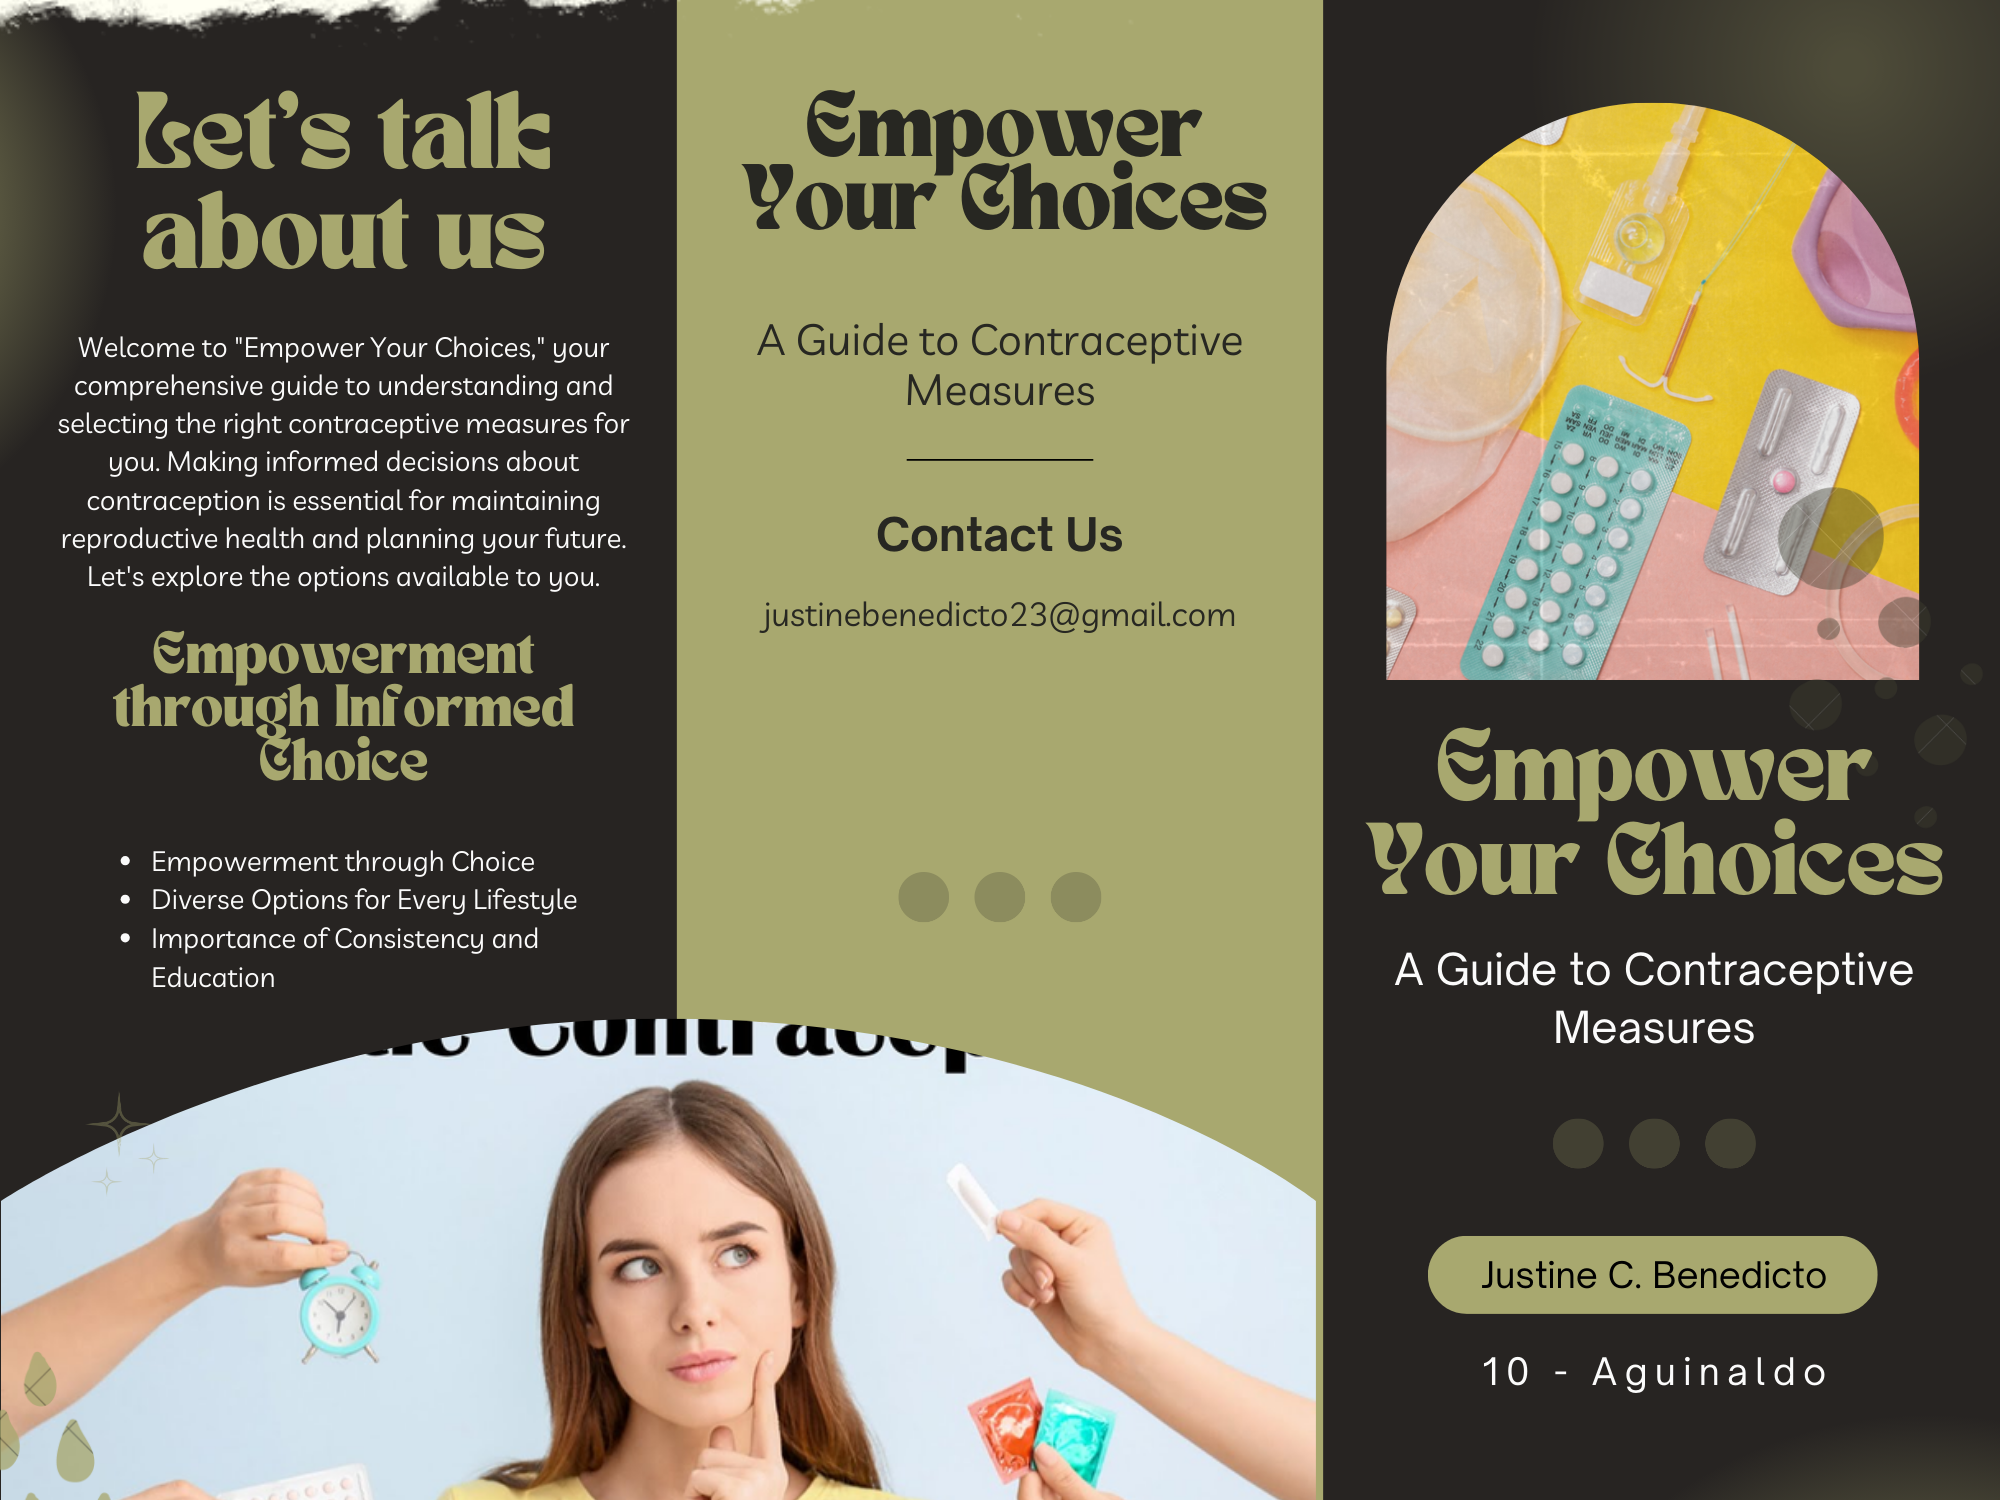 Let's talk
about us
Welcome to "Empower Your Choices," your
comprehensive guide to understanding and
selecting the right contraceptive measures for
you. Making informed decisions about
contraception is essential for maintaining
reproductive health and planning your future.
Let's explore the options available to you.
Empowerment
through Informed
Choice
• Empowerment through Choice
• Diverse Options for Every Lifestyle
• Importance of Consistency and
Education
Empower
Your Choices
A Guide to Contraceptive
Measures
Contact Us
justinebenedicto23@gmail.com
Empower
Your Choices
A Guide to Contraceptive
Measures
Justine C. Benedicto
10 - Aguinaldo